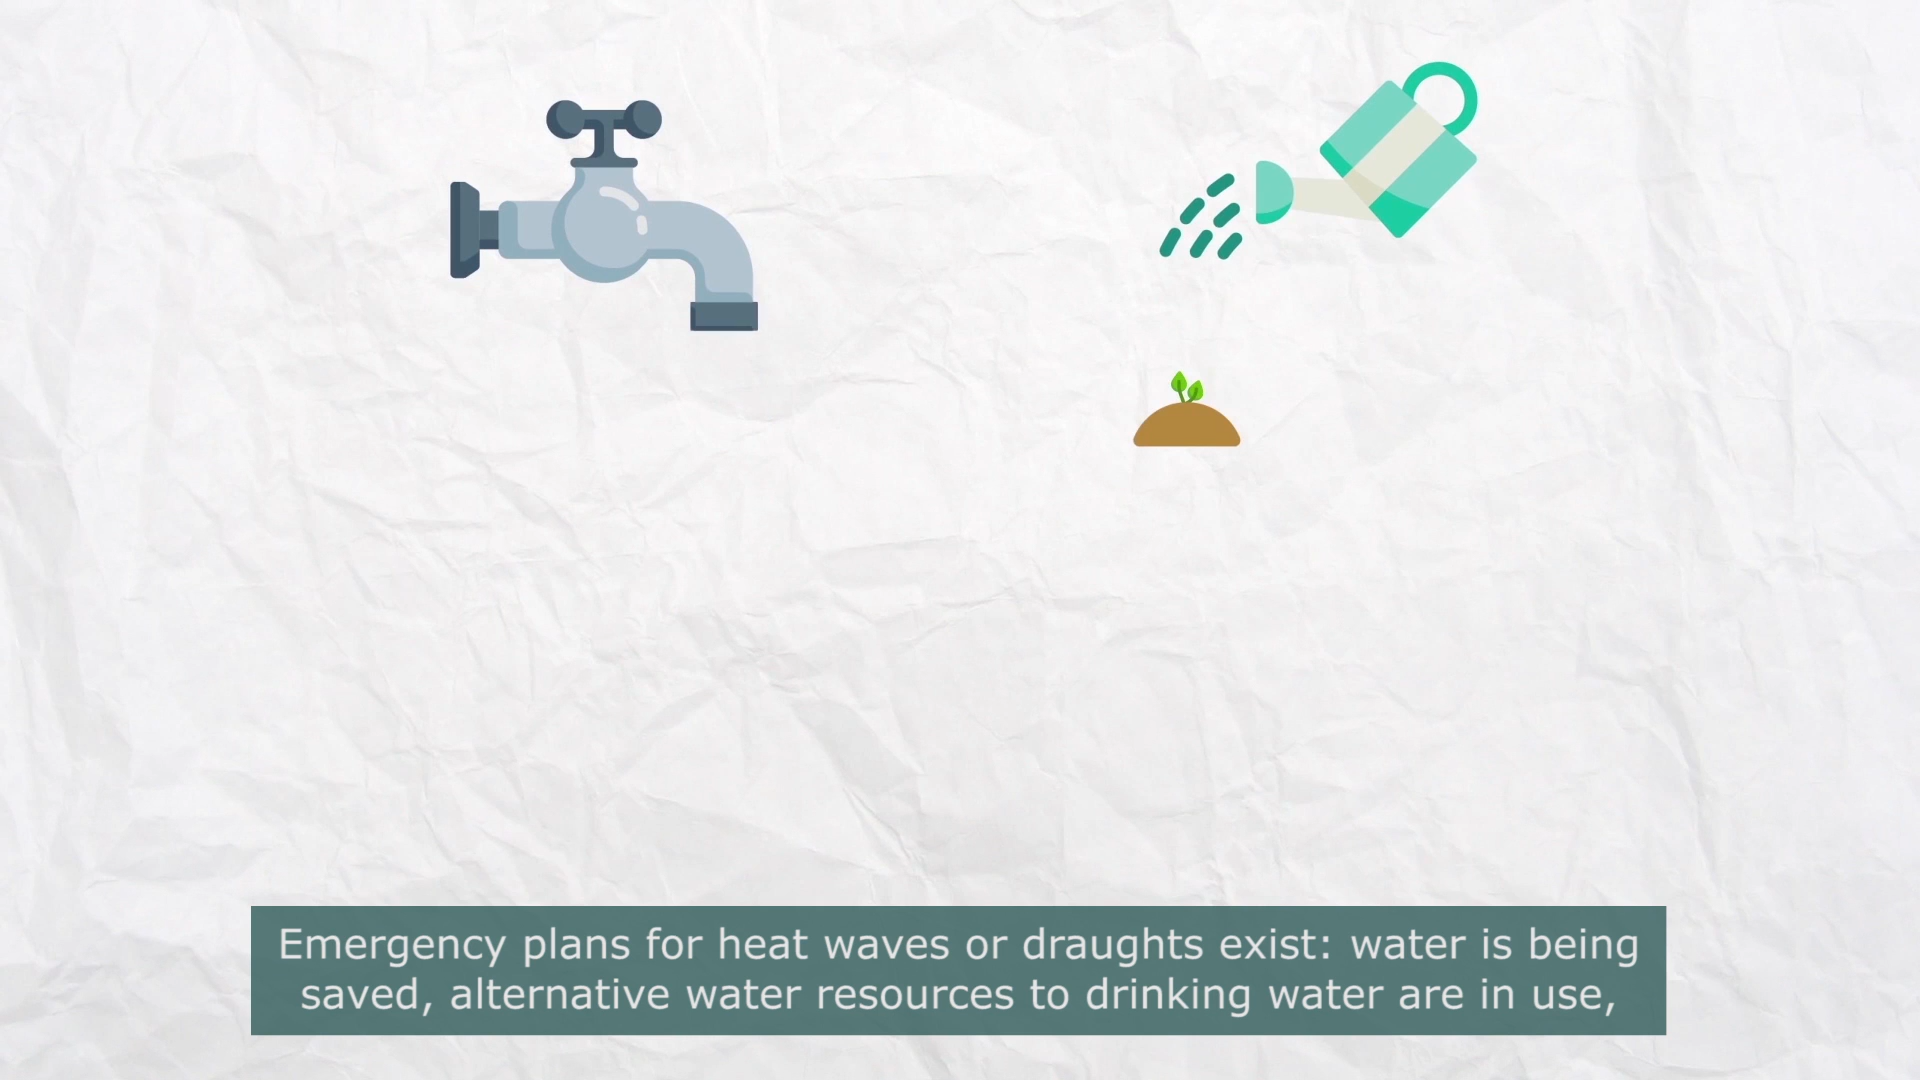 Emergency plans for heat waves or draughts exist: water is being
saved, alternative water resources to drinking water are in use,